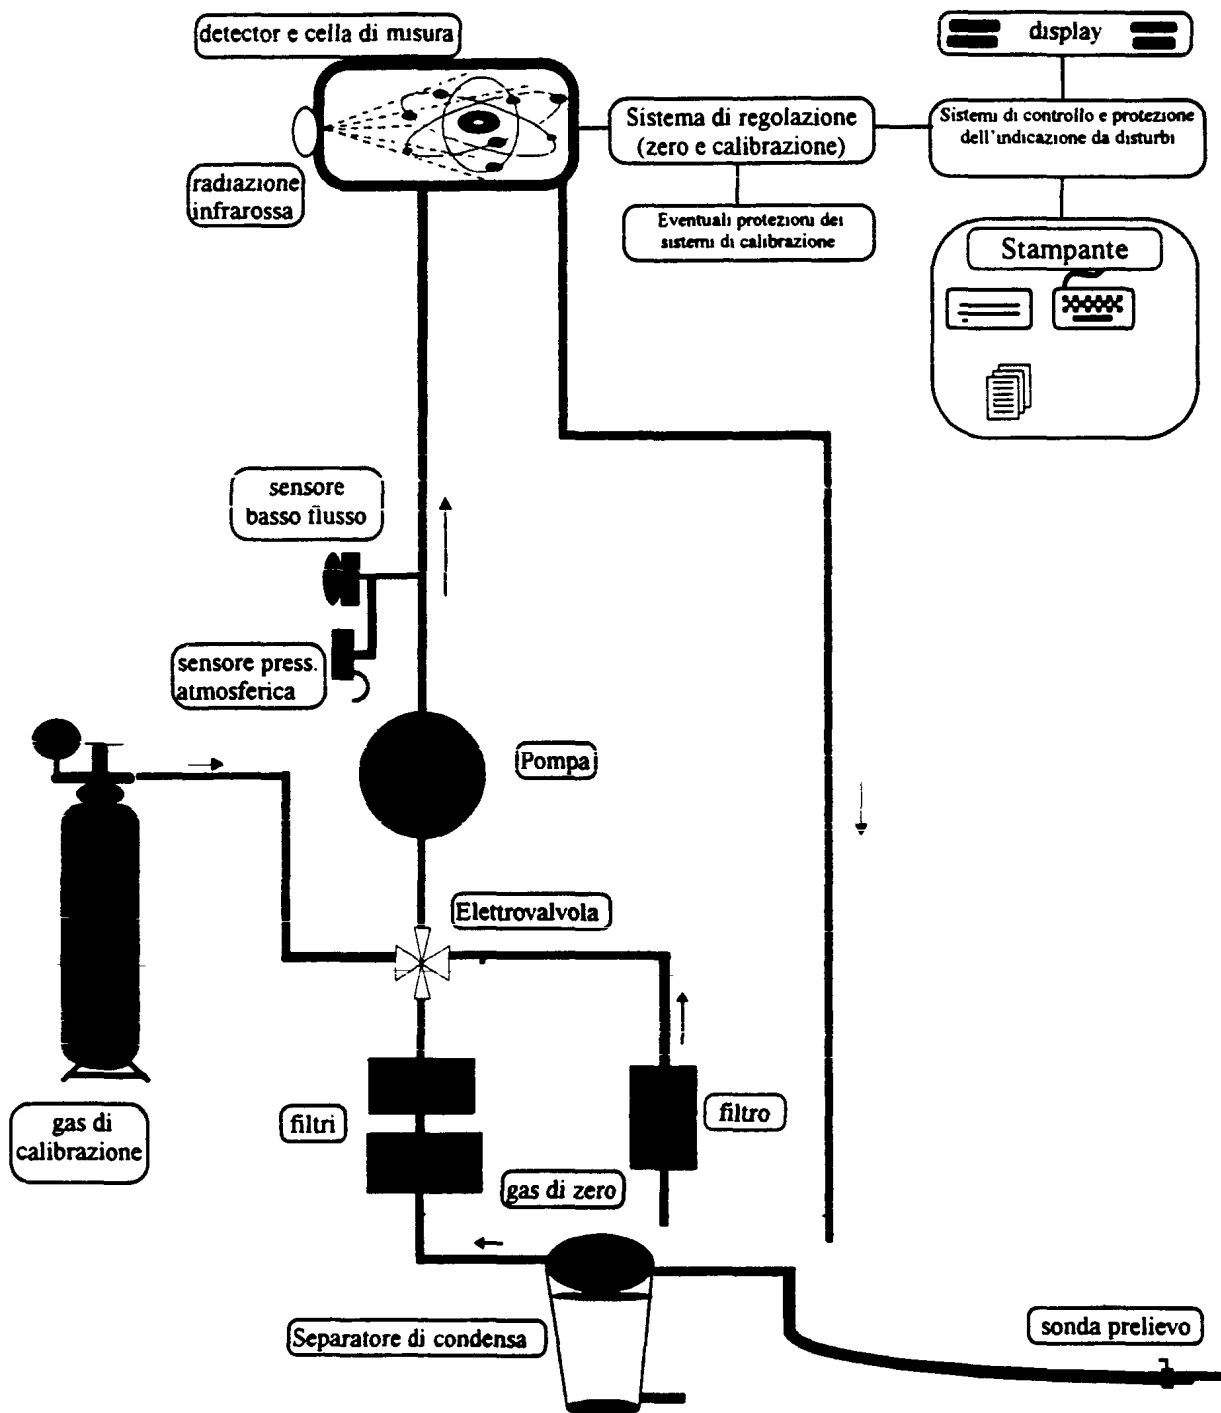 detector e cella di misura
display
Sistema di regolazione
(zero e calibrazione)
Sistemi di controllo e protezione
dell'indicazione da disturbi
radiazione
infrarossa
Eventuali protezioni dei
sistemi di calibrazione
Stampante
sensore
basso flusso
sensore press.
atmosferica
Pompa
Elettrovalvola
gas di
calibrazione
filtri
filtro
gas di zero
Separatore di condensa
sonda prelievo